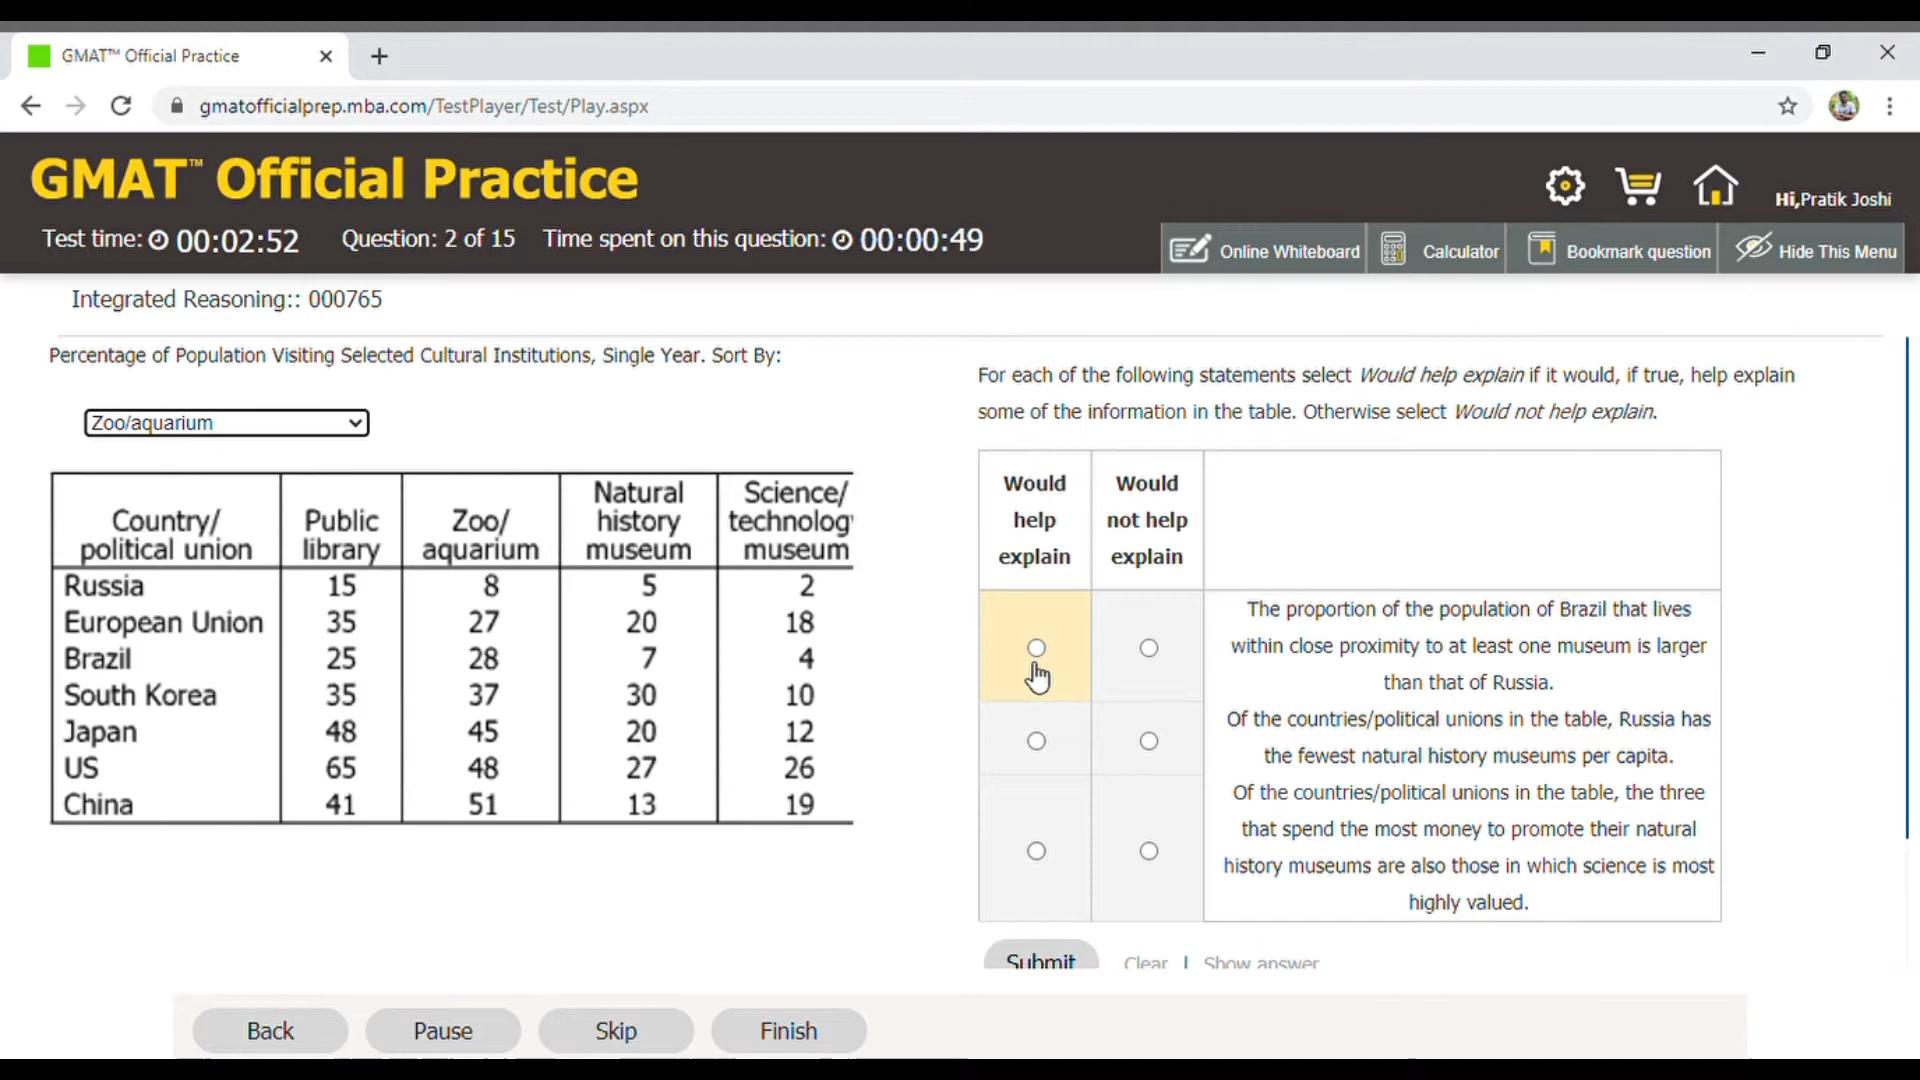 GMAT™ Official Practice
gmatofficialprep.mba.com/TestPlayer/Test/Play.aspx
GMAT™ Official Practice
Hi,Pratik Joshi
Test time: 00:02:52 Question: 2 of 15 Time spent on this question: 00:00:49
Online Whiteboard Calculator Bookmark question Hide This Menu
Integrated Reasoning:: 000765
Percentage of Population Visiting Selected Cultural Institutions, Single Year. Sort By:
Zoo/aquarium
Country/ political union Public library Zoo/ aquarium Natural history museum Science/ technology museum
Russia 15 8 5 2
European Union 35 27 20 18
Brazil 25 28 7 4
South Korea 35 37 30 10
Japan 48 45 20 12
US 65 48 27 26
China 41 51 13 19
For each of the following statements select Would help explain if it would, if true, help explain
some of the information in the table. Otherwise select Would not help explain.
Would help explain Would not help explain
The proportion of the population of Brazil that lives
within close proximity to at least one museum is larger
than that of Russia.
Of the countries/political unions in the table, Russia has
the fewest natural history museums per capita.
Of the countries/political unions in the table, the three
that spend the most money to promote their natural
history museums are also those in which science is most
highly valued.
Submit Clear | Show answer
Back Pause Skip Finish